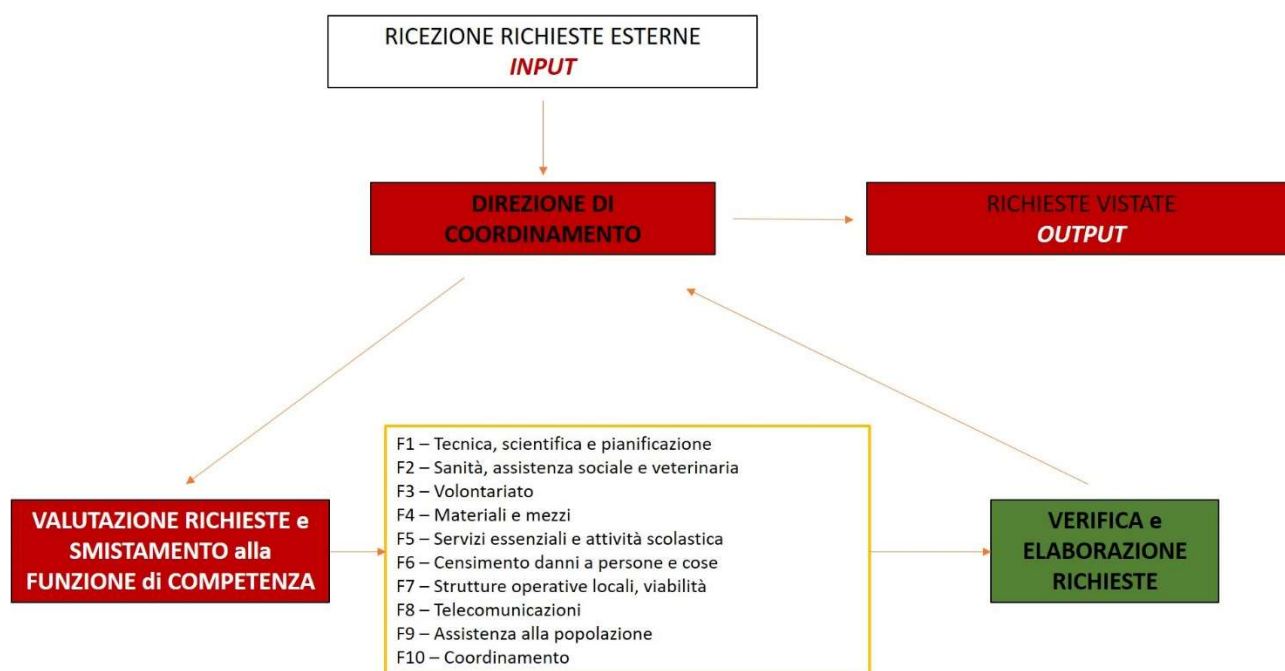 RICEZIONE RICHIESTE ESTERNE
INPUT
DIREZIONE DI
COORDINAMENTO
RICHIESTE VISTATE
OUTPUT
VALUTAZIONE RICHIESTE e
SMISTAMENTO alla
FUNZIONE di COMPETENZA
F1 – Tecnica, scientifica e pianificazione
F2 – Sanità, assistenza sociale e veterinaria
F3 – Volontariato
F4 – Materiali e mezzi
F5 – Servizi essenziali e attività scolastica
F6 – Censimento danni a persone e cose
F7 – Strutture operative locali, viabilità
F8 – Telecomunicazioni
F9 – Assistenza alla popolazione
F10 – Coordinamento
VERIFICA e
ELABORAZIONE
RICHIESTE